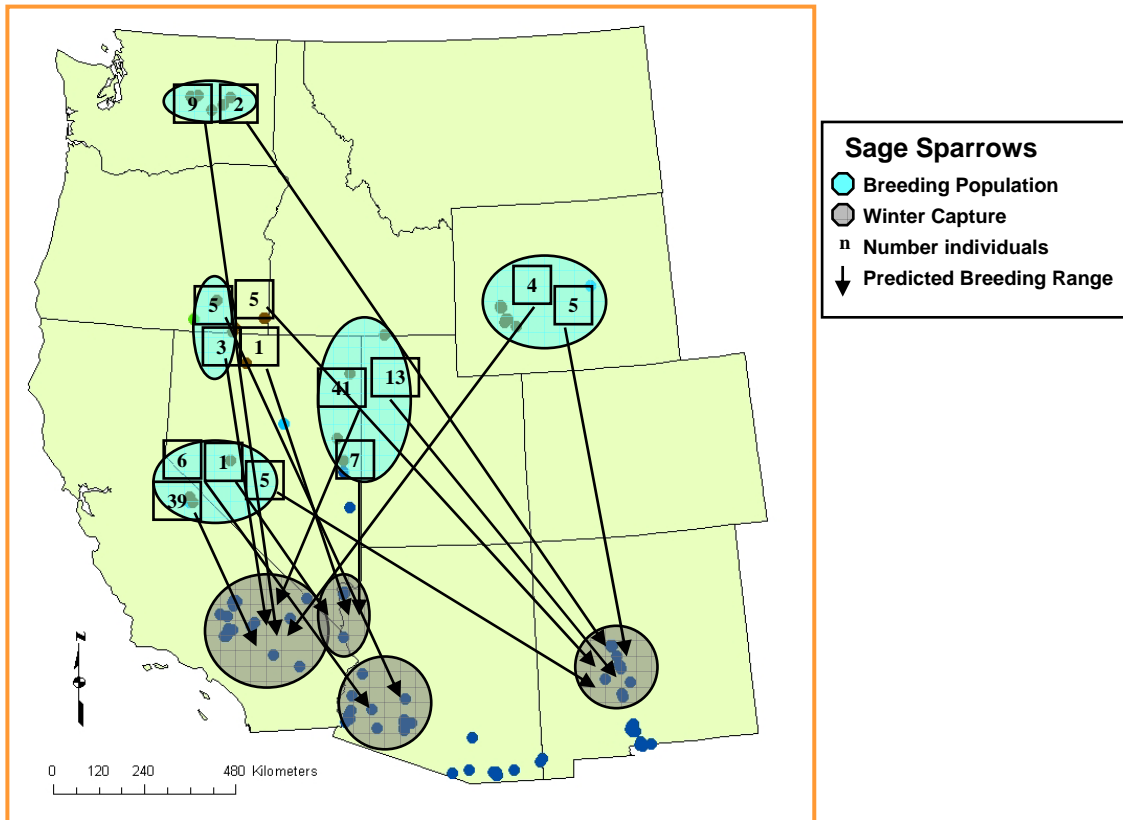 9 2
4
5 5
5
3 1
13
41
6 1 7
5
39
Sage Sparrows
Breeding Population
Winter Capture
n Number individuals
Predicted Breeding Range
N
0 120 240 480 Kilometers